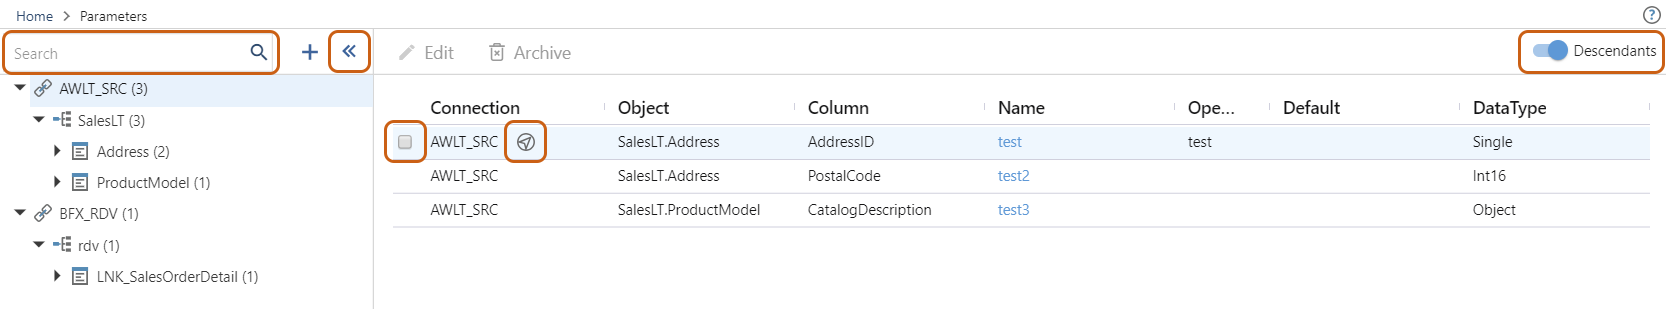 Home > Parameters
Search
Edit Archive Descendants
AWLT_SRC (3)
SalesLT (3)
Address (2)
ProductModel (1)
BFX_RDV (1)
rdv (1)
LNK_SalesOrderDetail (1)
Connection Object Column Name Ope... Default DataType
AWLT_SRC SalesLT.Address AddressID test test Single
AWLT_SRC SalesLT.Address PostalCode test2 Int16
AWLT_SRC SalesLT.ProductModel CatalogDescription test3 Object